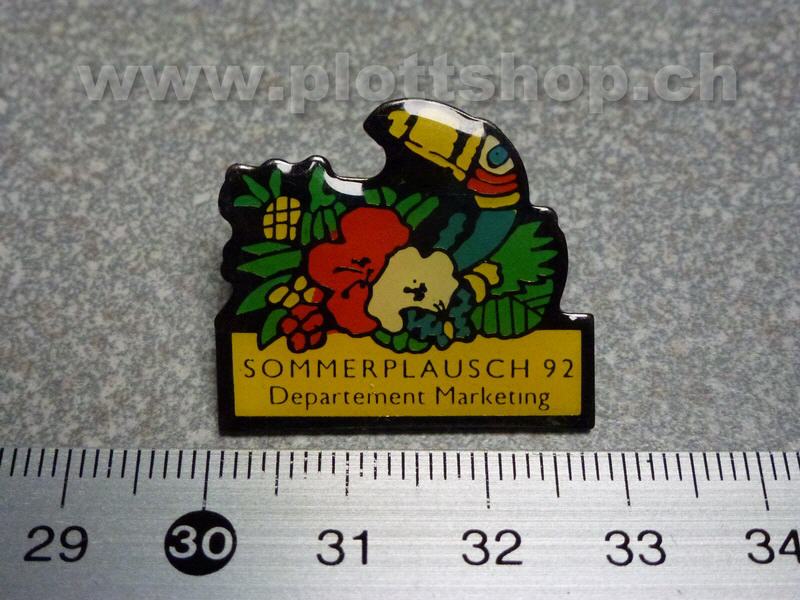 www.plottshop.ch
SOMMERPLAUSCH 92
Departement Marketing
29 30 31 32 33 34